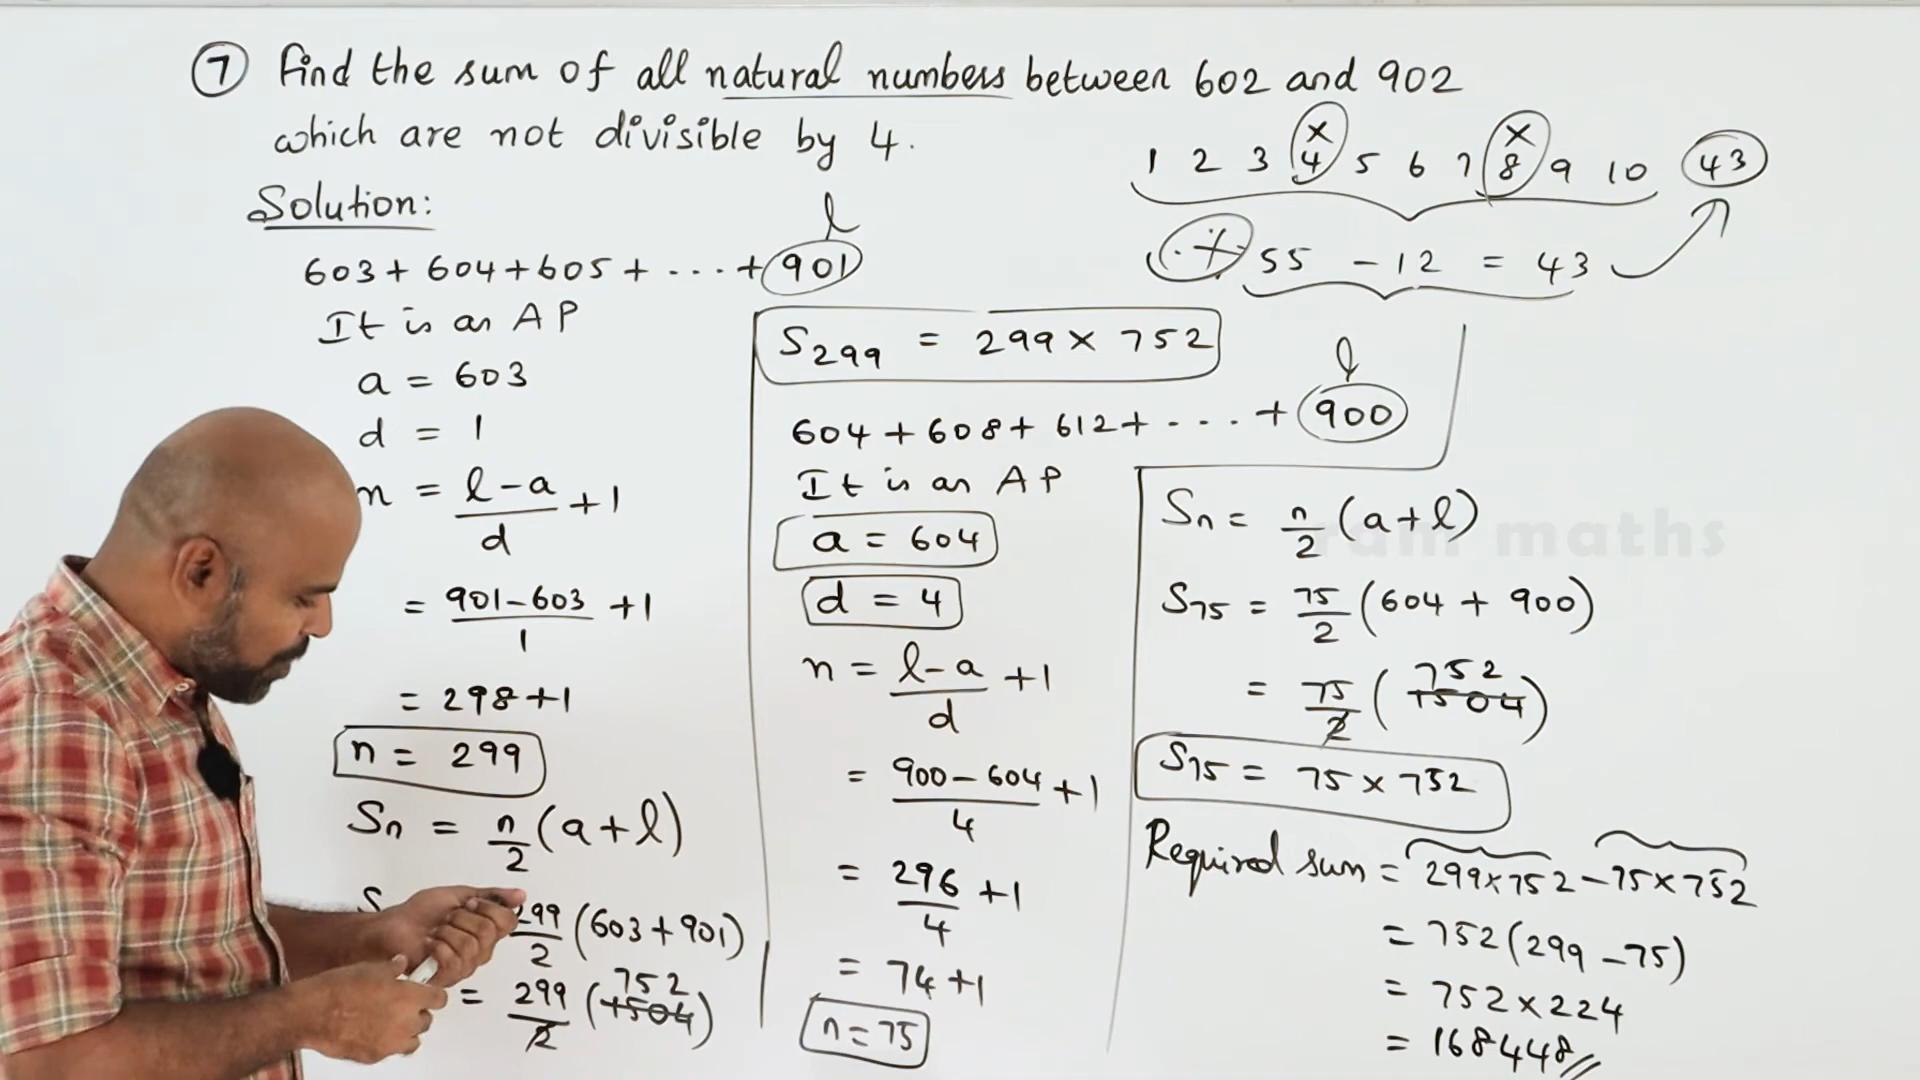 7 Find the sum of all natural numbers between 602 and 902
which are not divisible by 4.
Solution:
l
603 + 604 + 605 + ... + 901
It is an AP
a = 603
d = 1
n = l-a/d + 1
= 901-603/1 + 1
= 298+1
n = 299
Sn = n/2 (a+l)
S 299/2 (603+901)
752
= 299/2 (1504)
x x
1 2 3 4 5 6 7 8 9 10 43
55 - 12 = 43
S299 = 299 × 752
l
604 + 608 + 612 + ... + 900
It is an AP
a = 604
d = 4
n = l-a/d + 1
= 900-604/4 + 1
= 296/4 + 1
= 74 + 1
n = 75
Sn = n/2 (a+l)
ram maths
S75 = 75/2 (604 + 900)
752
= 75/2 (1504)
S75 = 75 × 752
Required sum = 299×752 - 75×752
= 752(299-75)
= 752×224
= 168448//